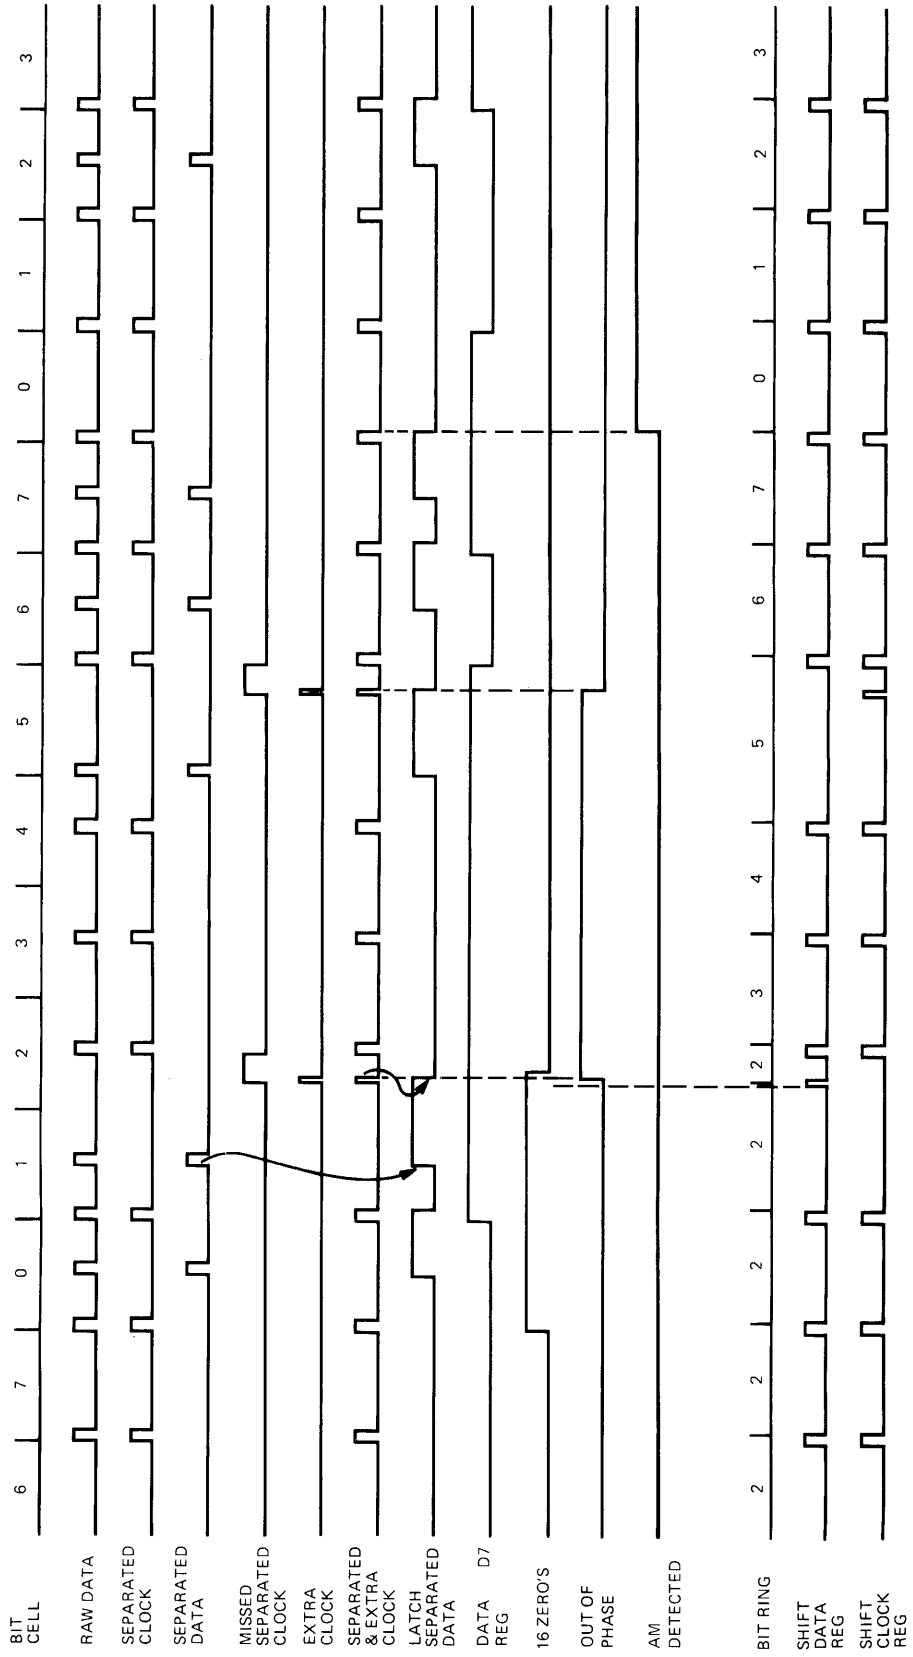 BIT
CELL 6 7 0 1 2 3 4 5 6 7 0 1 2 3
RAW DATA
SEPARATED
CLOCK
SEPARATED
DATA
MISSED
SEPARATED
CLOCK
EXTRA
CLOCK
SEPARATED
& EXTRA
CLOCK
LATCH
SEPARATED
DATA
DATA D7
REG
16 ZERO'S
OUT OF
PHASE
AM
DETECTED
BIT RING 2 2 2 2 2 3 4 5 6 7 0 1 2 3
SHIFT
DATA
REG
SHIFT
CLOCK
REG